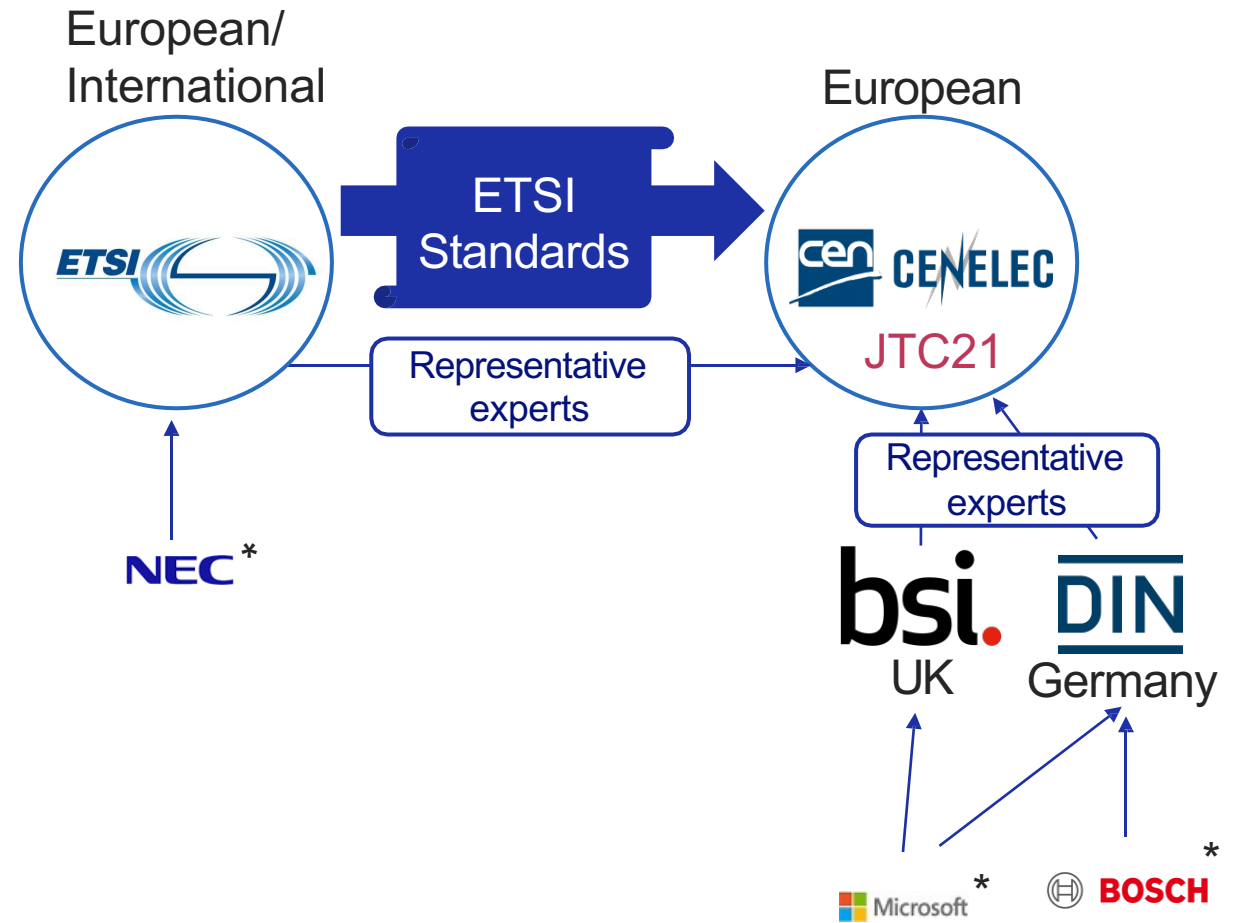 European/
International
European
ETSI
ETSI
Standards
cen
CENELEC
JTC21
Representative
experts
Representative
experts
NEC*
bsi.
UK
DIN
Germany
Microsoft*
BOSCH*